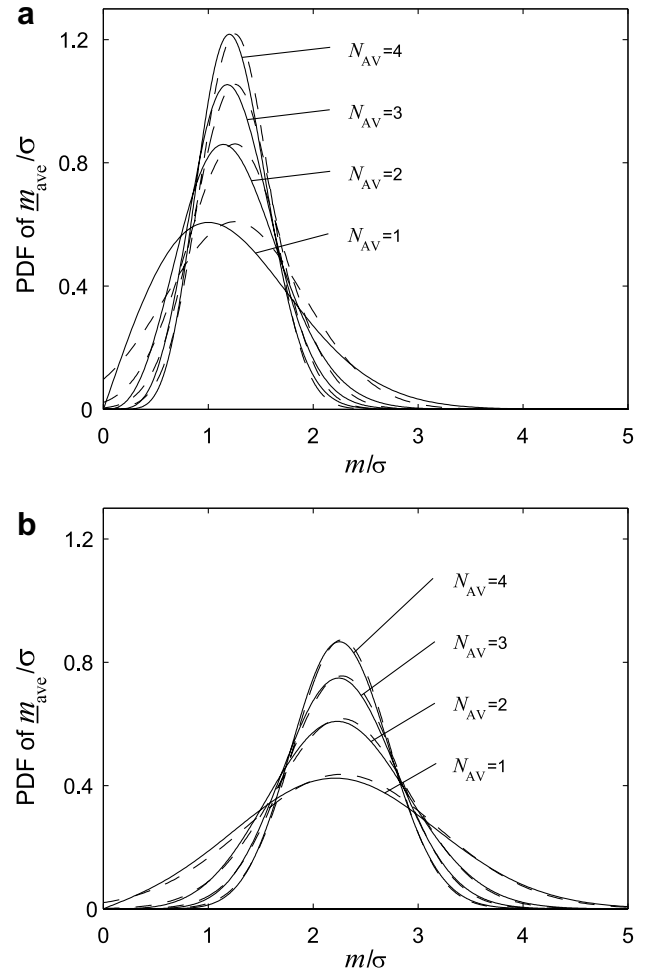 a
1.2
0.8
0.4
0
PDF of m_ave/σ
N_AV=4
N_AV=3
N_AV=2
N_AV=1
0 1 2 3 4 5
m/σ
b
1.2
0.8
0.4
0
PDF of m_ave/σ
N_AV=4
N_AV=3
N_AV=2
N_AV=1
0 1 2 3 4 5
m/σ